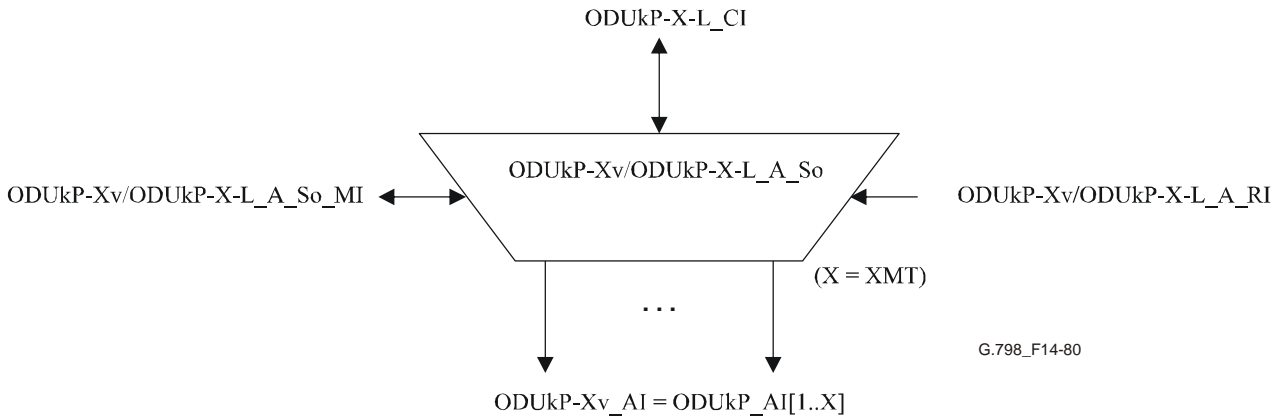 ODUkP-X-L_CI
ODUkP-Xv/ODUkP-X-L_A_So
ODUkP-Xv/ODUkP-X-L_A_So_MI
ODUkP-Xv/ODUkP-X-L_A_RI
(X = XMT)
...
G.798_F14-80
ODUkP-Xv_AI = ODUkP_AI[1..X]